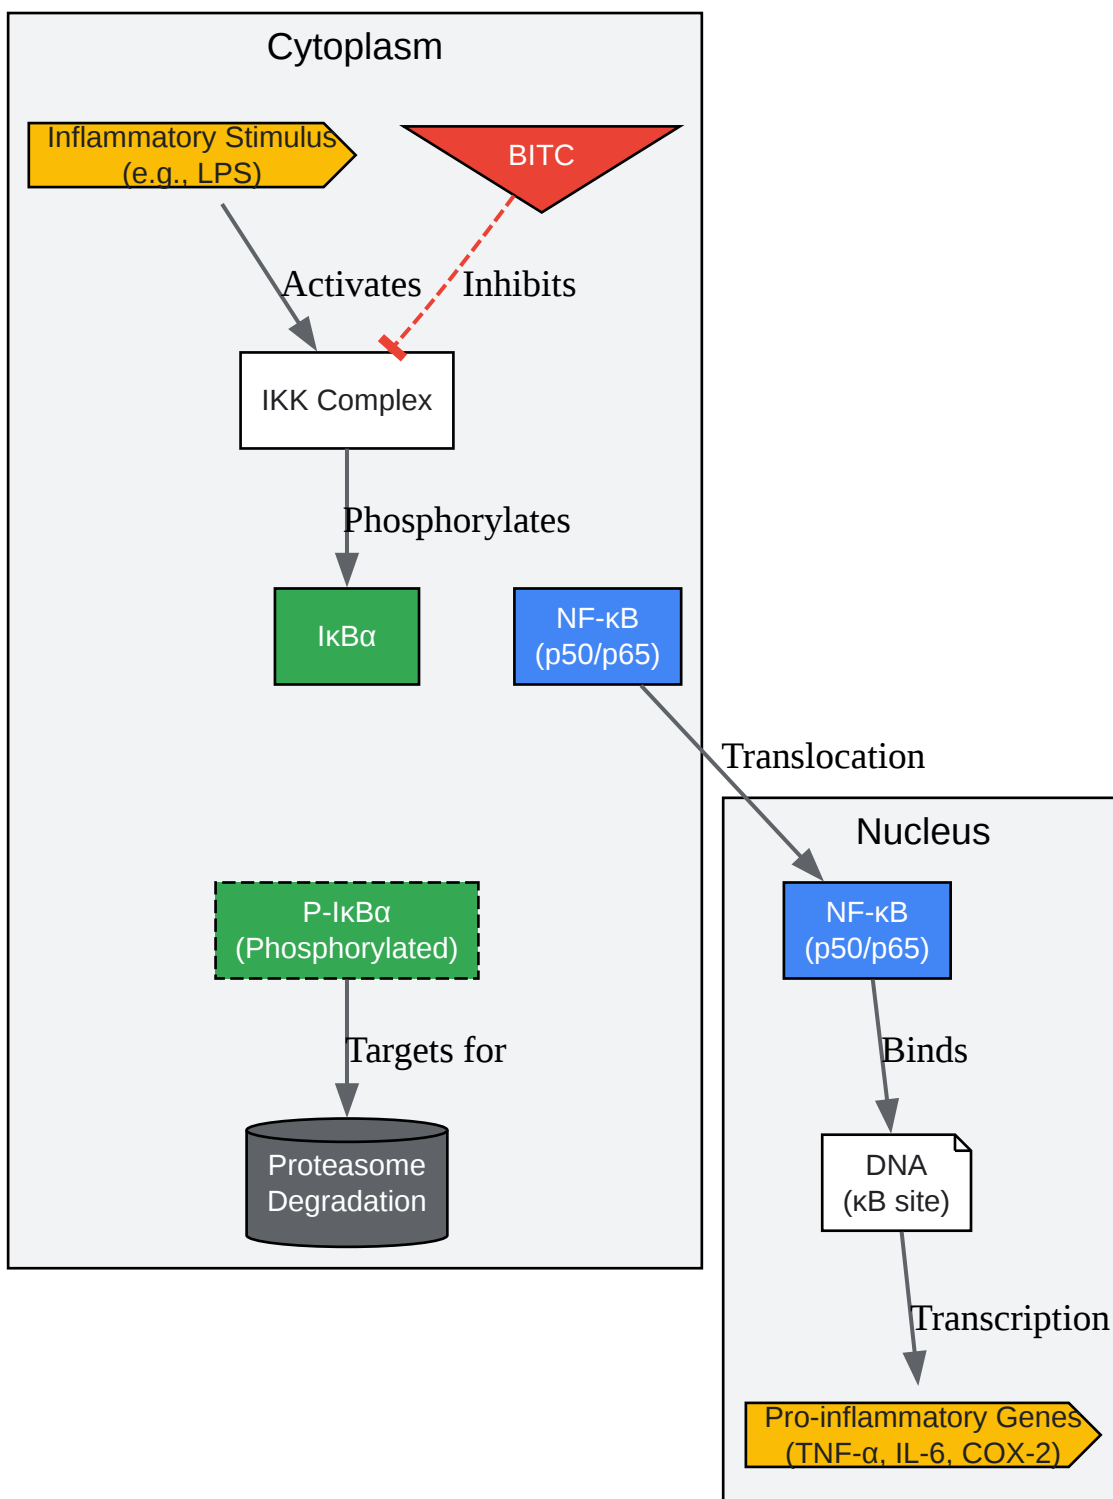 Cytoplasm
Inflammatory Stimulus
(e.g., LPS)
BITC
Activates
Inhibits
IKK Complex
Phosphorylates
IκBα
NF-κB
(p50/p65)
Translocation
Nucleus
P-IκBα
(Phosphorylated)
NF-κB
(p50/p65)
Targets for
Binds
Proteasome
Degradation
DNA
(κB site)
Transcription
Pro-inflammatory Genes
(TNF-α, IL-6, COX-2)